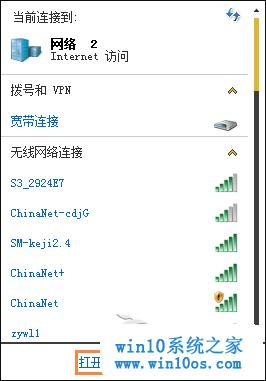 当前连接到:
网络 2
Internet 访问
拨号和 VPN
宽带连接
无线网络连接
S3_2924E7
ChinaNet-cdjG
SM-keji2.4
ChinaNet+
ChinaNet
zywl1
打开
win10系统之家
www.win10os.com